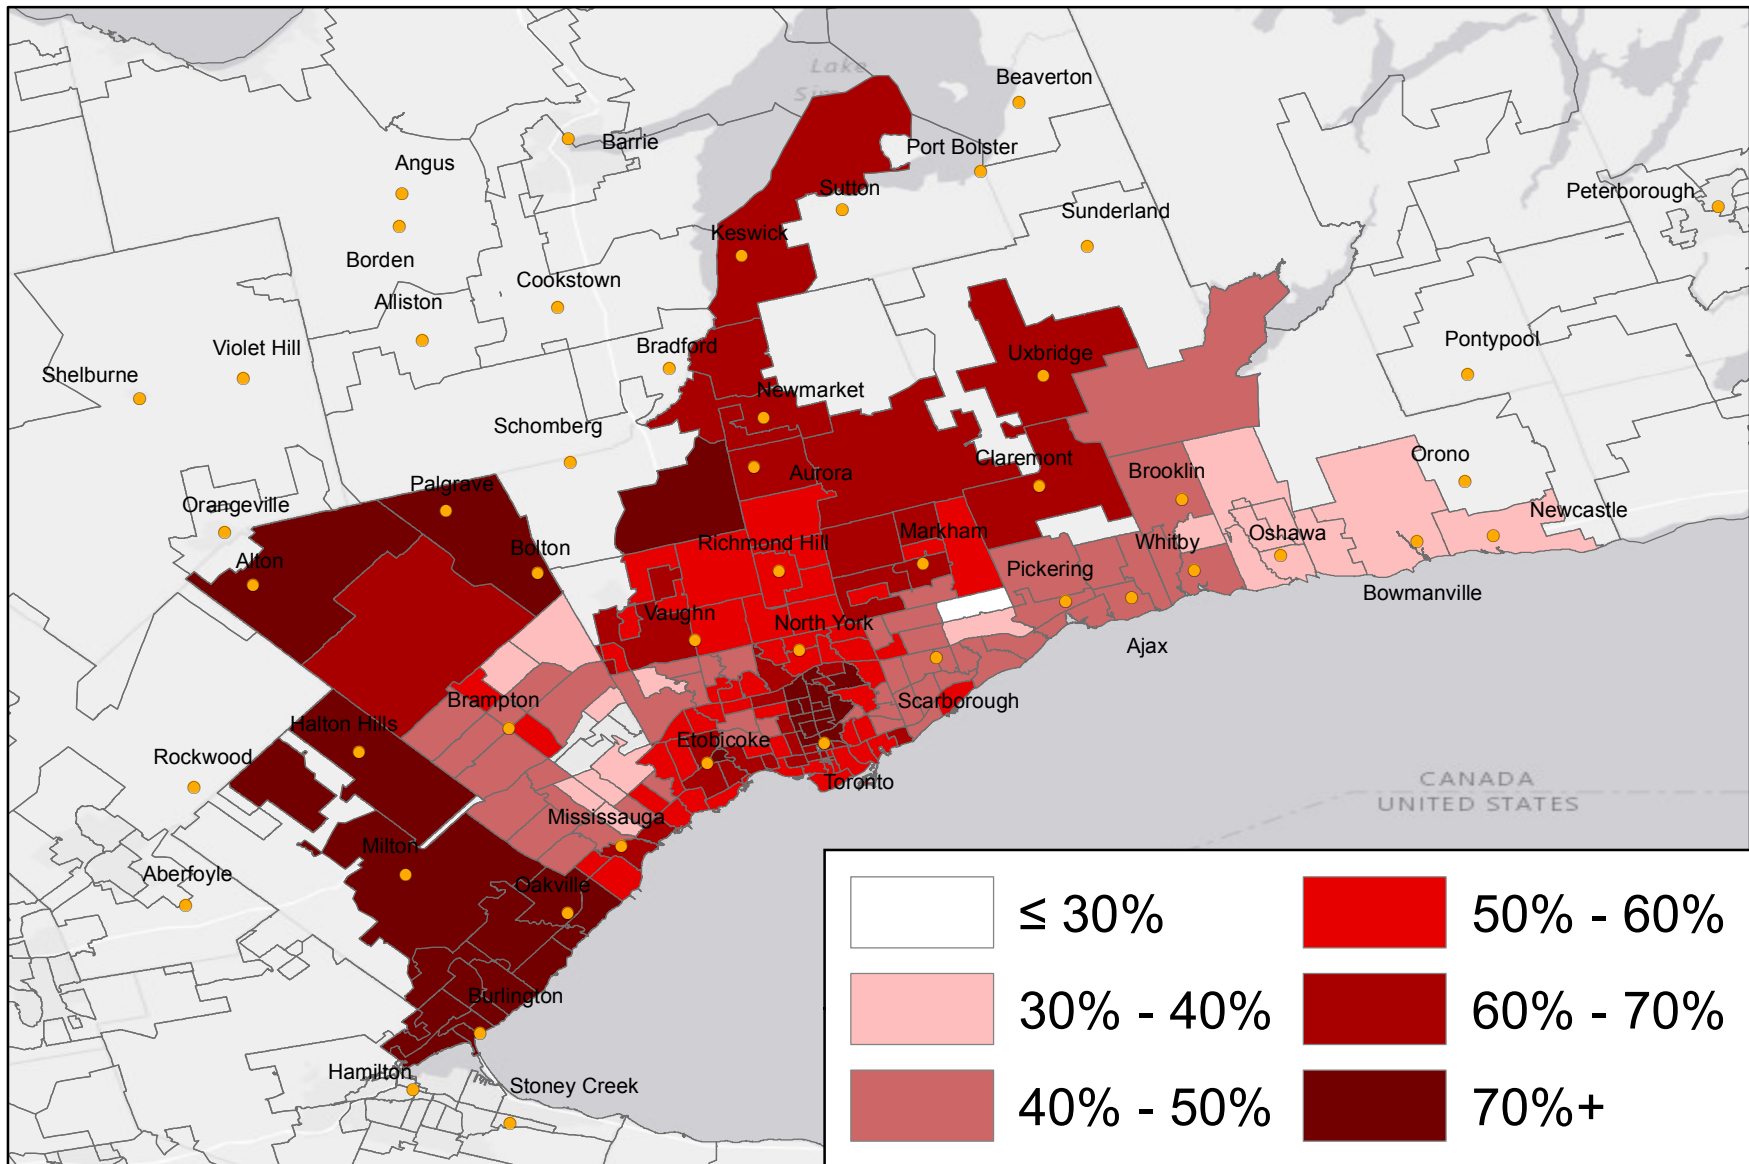 Lake
Beaverton
Barrie
Port Bolster
Angus
Sutton
Peterborough
Sunderland
Keswick
Borden
Cookstown
Alliston
Violet Hill
Bradford
Uxbridge
Pontypool
Shelburne
Newmarket
Schomberg
Orono
Claremont
Brooklin
Aurora
Palgrave
Orangeville
Newcastle
Markham
Oshawa
Whitby
Richmond Hill
Bolton
Alton
Pickering
Bowmanville
Vaughn
North York
Ajax
Brampton
Scarborough
Halton Hills
Etobicoke
Rockwood
Toronto
CANADA
UNITED STATES
Mississauga
Milton
Aberfoyle
Oakville
Burlington
Hamilton
Stoney Creek
≤ 30%
50% - 60%
30% - 40%
60% - 70%
40% - 50%
70%+